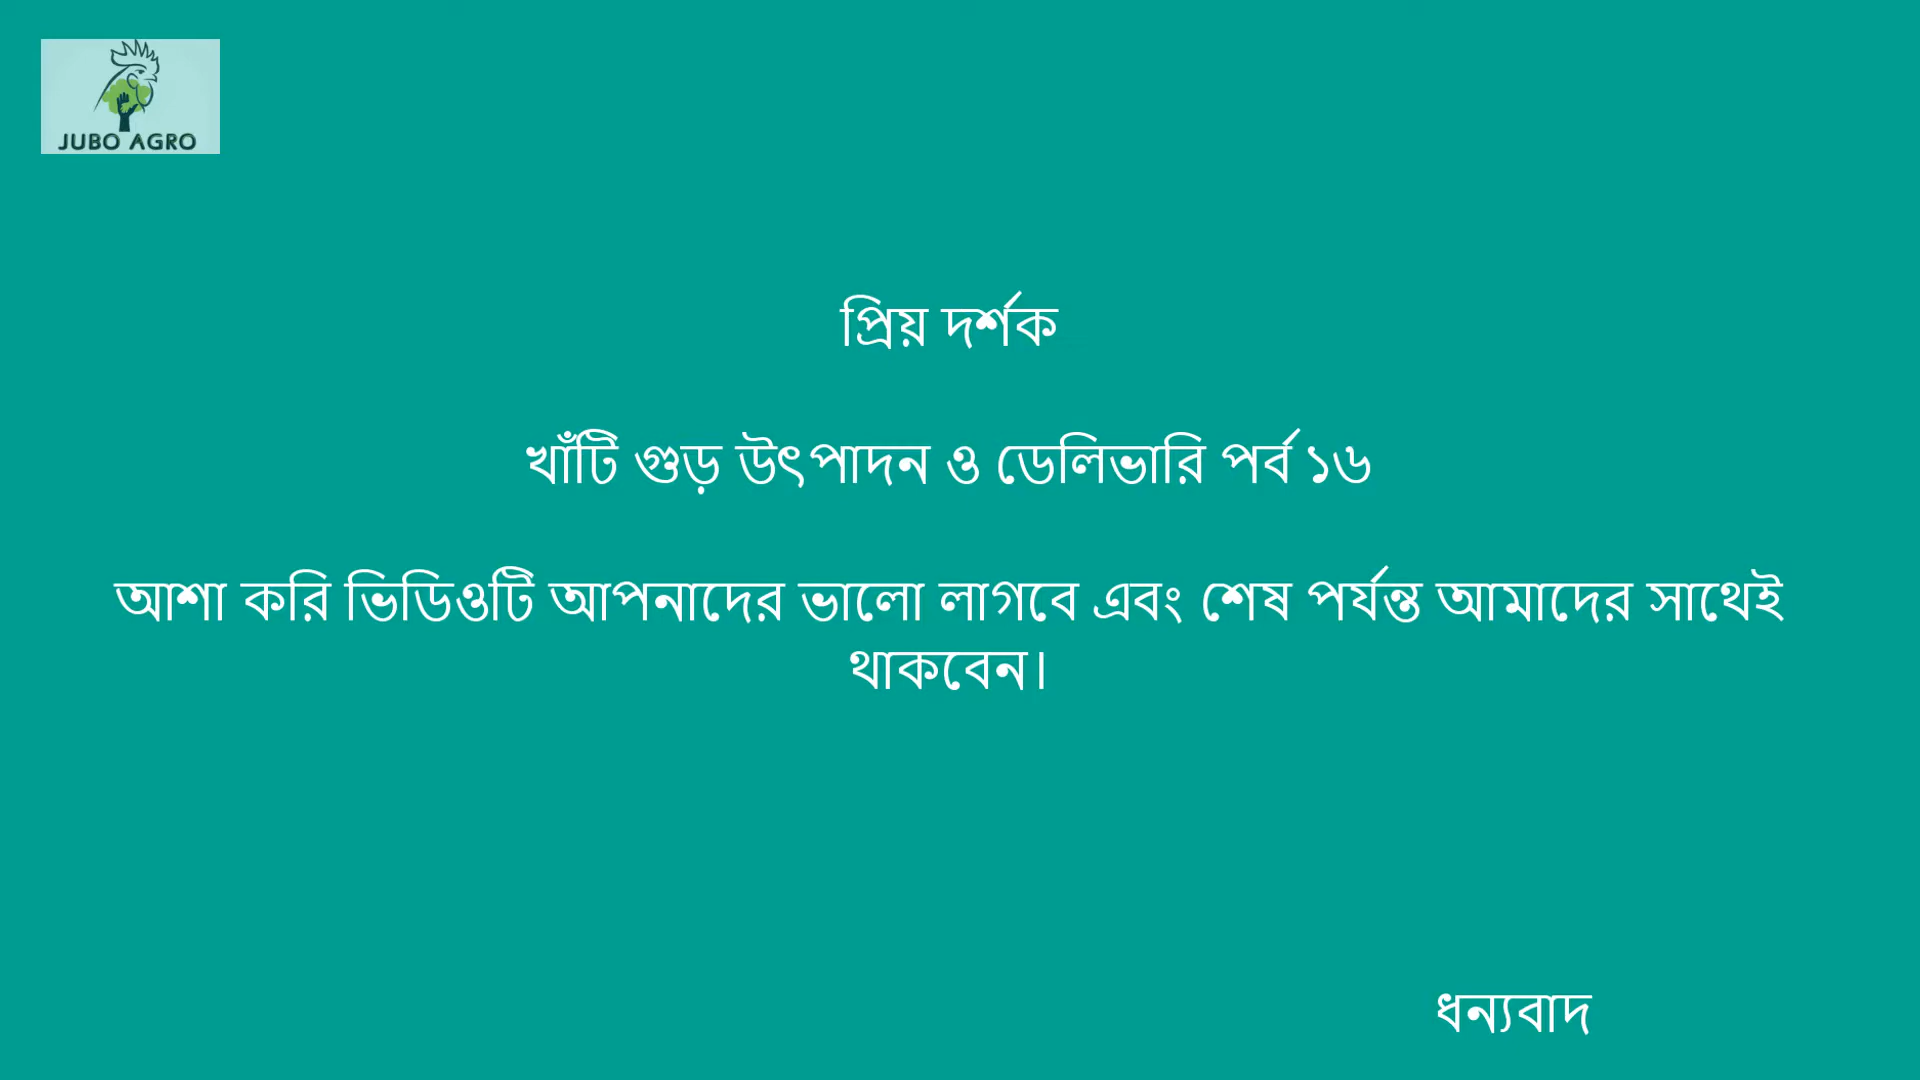 JUBO AGRO
প্রিয় দর্শক
খাঁটি গুড় উৎপাদন ও ডেলিভারি পর্ব ১৬
আশা করি ভিডিওটি আপনাদের ভালো লাগবে এবং শেষ পর্যন্ত আমাদের সাথেই
থাকবেন।
ধন্যবাদ